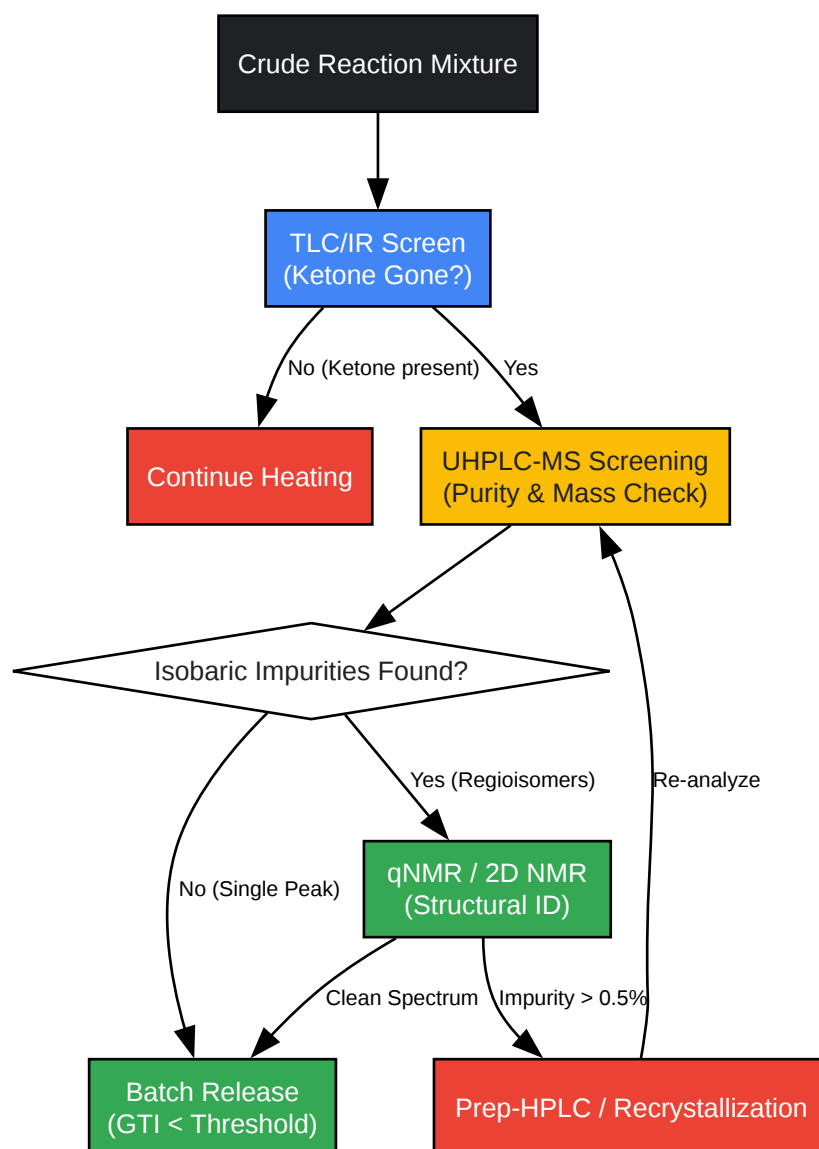 Crude Reaction Mixture
TLC/IR Screen
(Ketone Gone?)
No (Ketone present)
Yes
Continue Heating
UHPLC-MS Screening
(Purity & Mass Check)
Isobaric Impurities Found?
Yes (Regioisomers)
Re-analyze
No (Single Peak)
qNMR / 2D NMR
(Structural ID)
Clean Spectrum
Impurity > 0.5%
Batch Release
(GTI < Threshold)
Prep-HPLC / Recrystallization